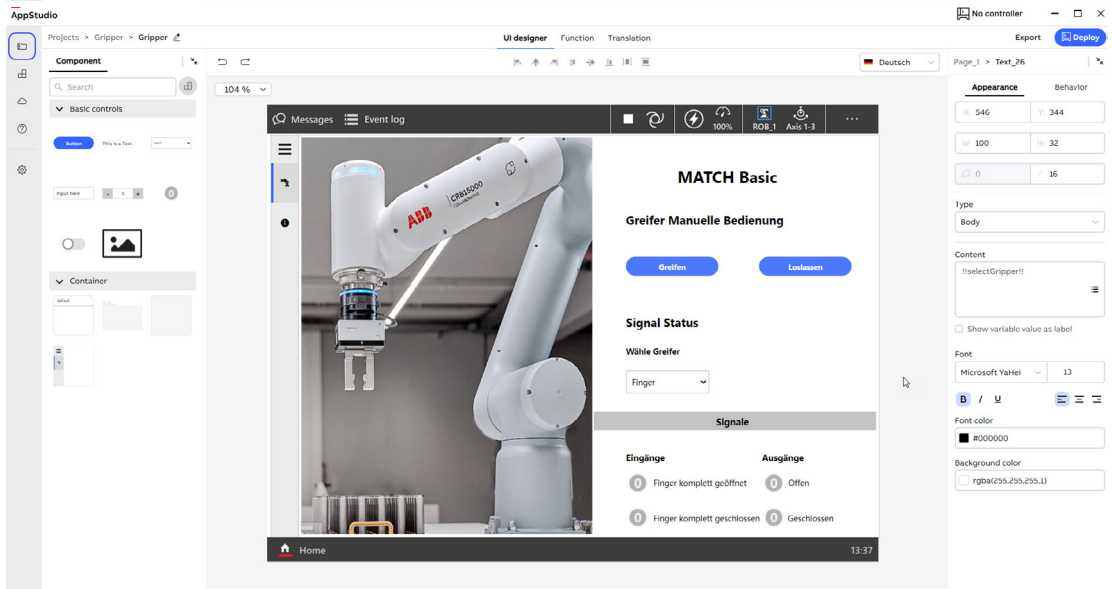 AppStudio
No controller
Projects > Gripper > Gripper
UI designer Function Translation
Export Deploy
Component
Deutsch
Page_1 > Text_26
Search
104 %
Appearance Behavior
Basic controls
Messages Event log
100% ROB_1 Axis 1-3 ...
X: 546 Y: 344
Button This is a Text
W: 100 H: 32
Input here - 0 + 0
0 16
MATCH Basic
CRB15000
COLLABORATIVE
ABB
Type
Body
Greifer Manuelle Bedienung
Content
!!selectGripper!!
Greifen Loslassen
Container
default
Signal Status
Show variable value as label
Wähle Greifer
Font
Microsoft YaHei 13
Finger
B I U
Signale
Font color
#000000
Eingänge Ausgänge
Background color
rgba(255,255,255,1)
0 Finger komplett geöffnet 0 Offen
0 Finger komplett geschlossen 0 Geschlossen
Home 13:37